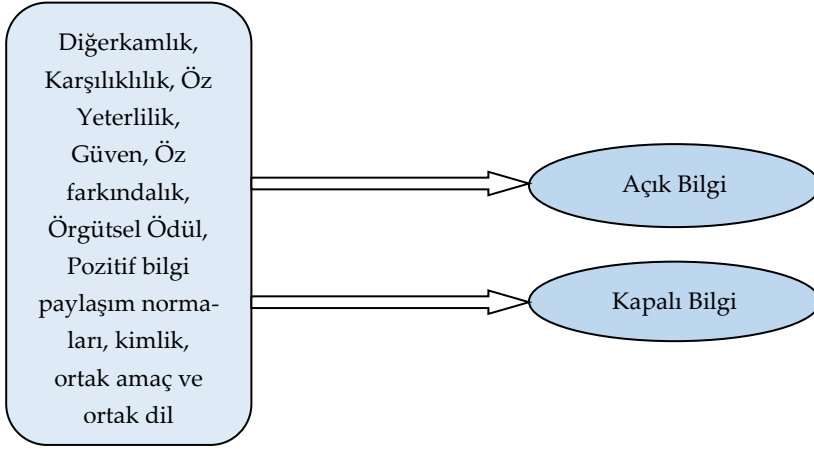 Diğerkamlık,
Karşılıklılık, Öz
Yeterlilik,
Güven, Öz
farkındalık,
Örgütsel Ödül,
Pozitif bilgi
paylaşım norma-
ları, kimlik,
ortak amaç ve
ortak dil
Açık Bilgi
Kapalı Bilgi